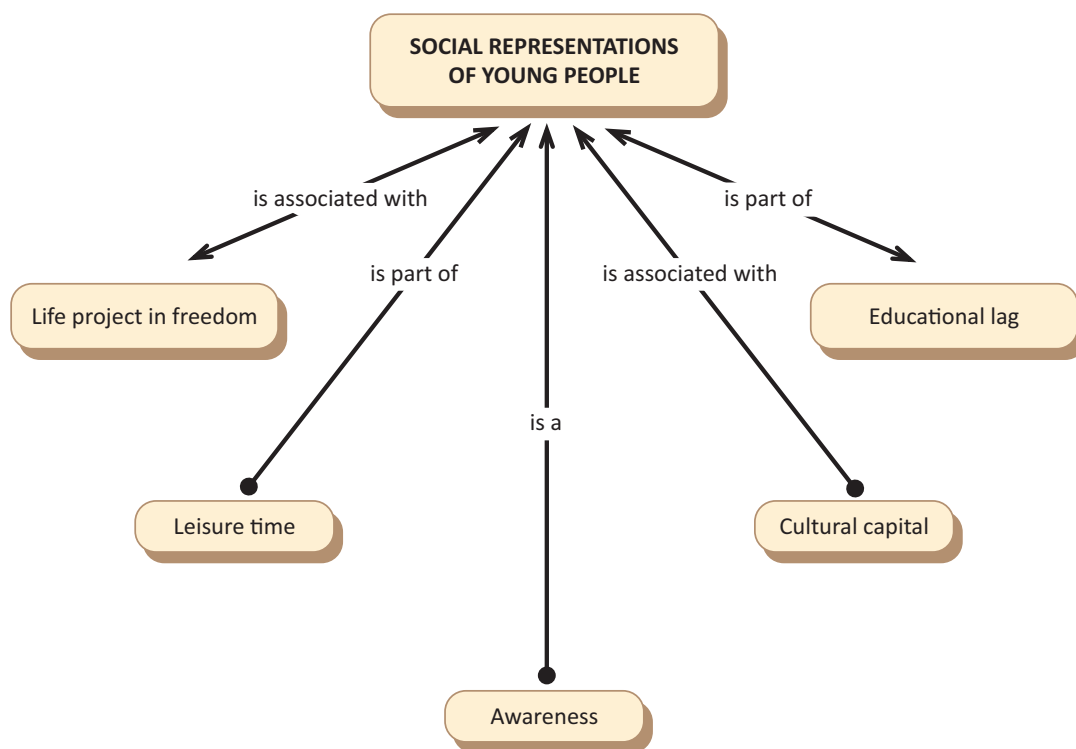 SOCIAL REPRESENTATIONS
OF YOUNG PEOPLE
is associated with
is part of
is part of
is associated with
Life project in freedom
Educational lag
is a
Leisure time
Cultural capital
Awareness